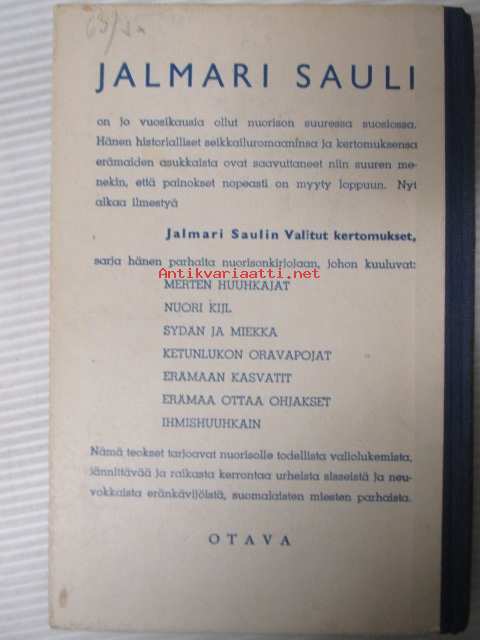 JALMARI SAULI
on jo vuosikausia ollut nuorison suuressa suosiossa.
Hänen historialliset seikkailuromaaninsa ja kertomuksensa
erämaiden asukkaista ovat saavuttaneet niin suuren me-
nekin, että painokset nopeasti on myyty loppuun. Nyt
alkaa ilmestyä
Jalmari Saulin Valitut kertomukset,
sarja hänen parhaita nuorisonkirjojaan, johon kuuluvat:
Antikvariaatti.net
MERTEN HUUHKAJAT
NUORI KIJL
SYDÄN JA MIEKKA
KETUNLUKON ORAVAPOJAT
ERÄMAAN KASVATIT
ERÄMAA OTTAA OHJAKSET
IHMISHUUHKAIN
Nämä teokset tarjoavat nuorisolle todellista valiolukemista,
jännittävää ja raikasta kerrontaa urheista sisseistä ja neu-
vokkaista eränkävijöistä, suomalaisten miesten parhaista.
OTAVA